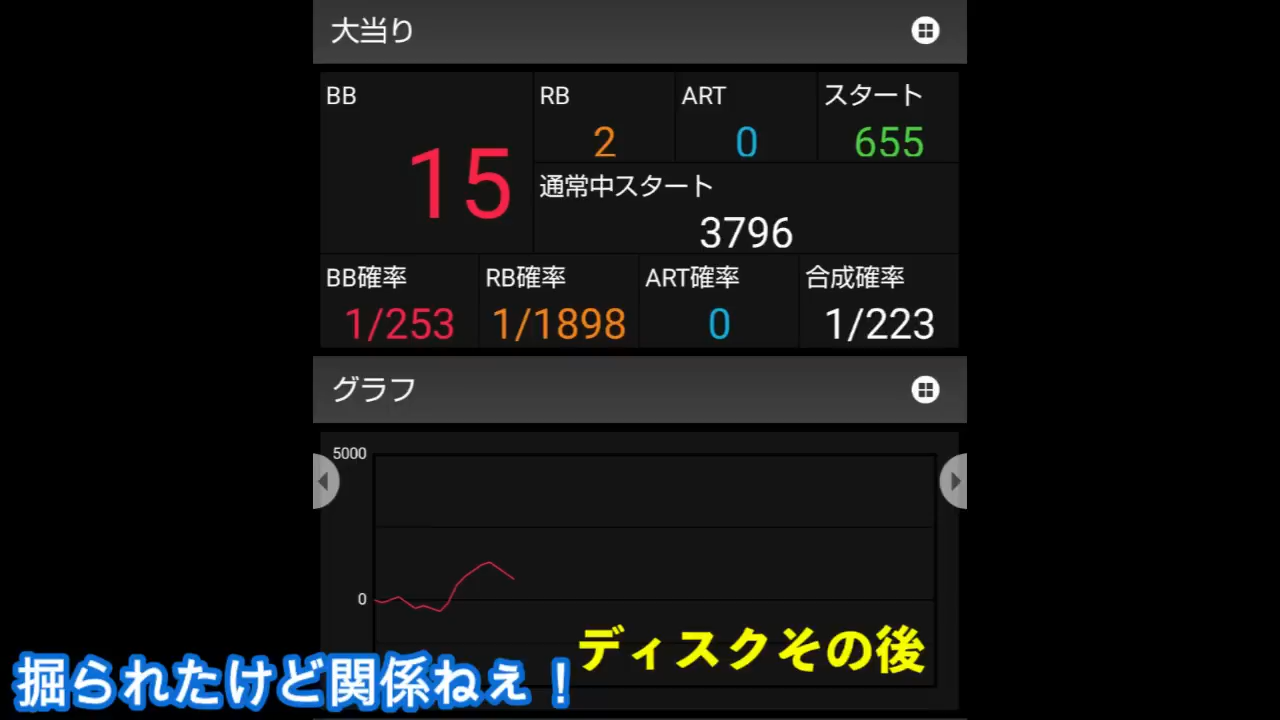 大当り
BB
RB
ART
スタート
15
2
0
655
通常中スタート
3796
BB確率
RB確率
ART確率
合成確率
1/253
1/1898
0
1/223
グラフ
5000
0
ディスクその後
掘られたけど関係ねぇ！